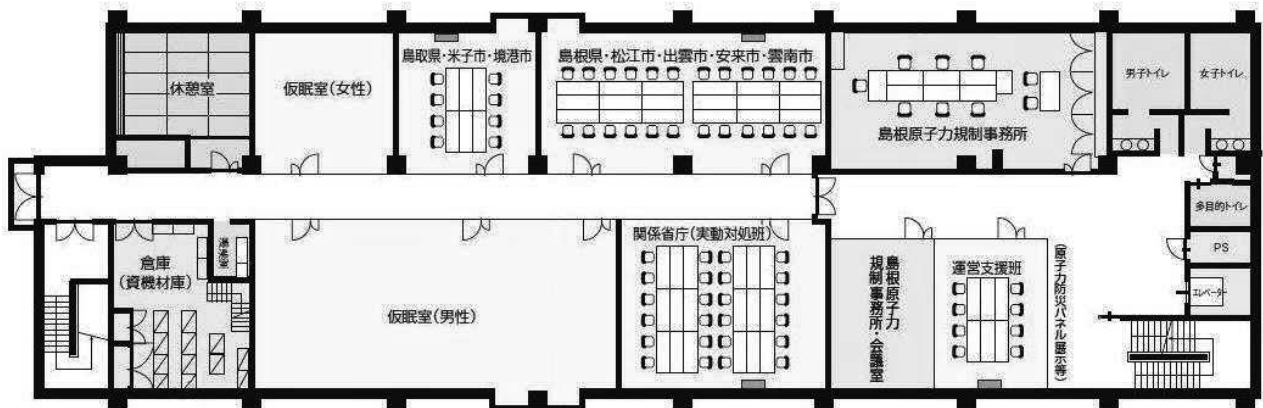 休憩室
仮眠室(女性)
鳥取県・米子市・境港市
島根県・松江市・出雲市・安来市・雲南市
島根原子力規制事務所
男子トイレ
女子トイレ
多目的トイレ
PS
エレベーター
倉庫
(資機材庫)
湯沸室
仮眠室(男性)
関係省庁(実動対処班)
島根原子力
規制事務所・会議室
運営支援班
(原子力防災パネル展示等)